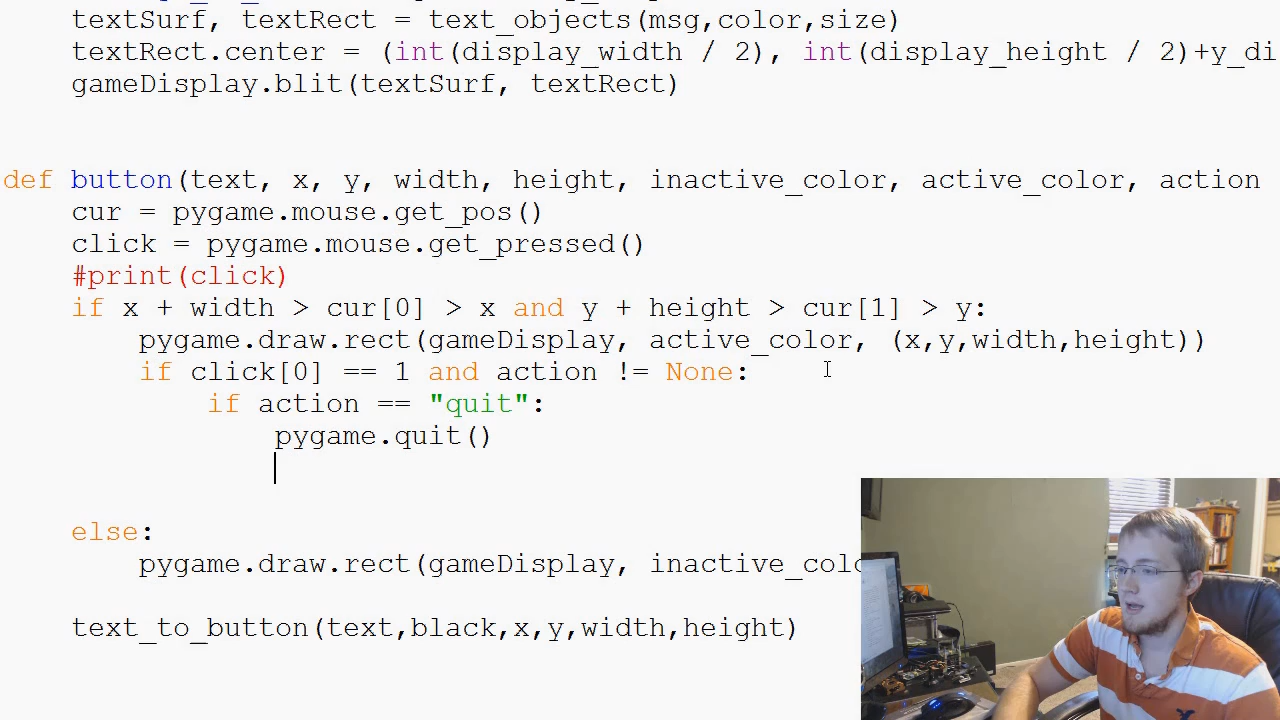 textSurf, textRect = text_objects(msg,color,size)
textRect.center = (int(display_width / 2), int(display_height / 2)+y_di
gameDisplay.blit(textSurf, textRect)
def button(text, x, y, width, height, inactive_color, active_color, action
cur = pygame.mouse.get_pos()
click = pygame.mouse.get_pressed()
#print(click)
if x + width > cur[0] > x and y + height > cur[1] > y:
pygame.draw.rect(gameDisplay, active_color, (x,y,width,height))
if click[0] == 1 and action != None:
if action == "quit":
pygame.quit()
else:
pygame.draw.rect(gameDisplay, inactive_colo
text_to_button(text,black,x,y,width,height)